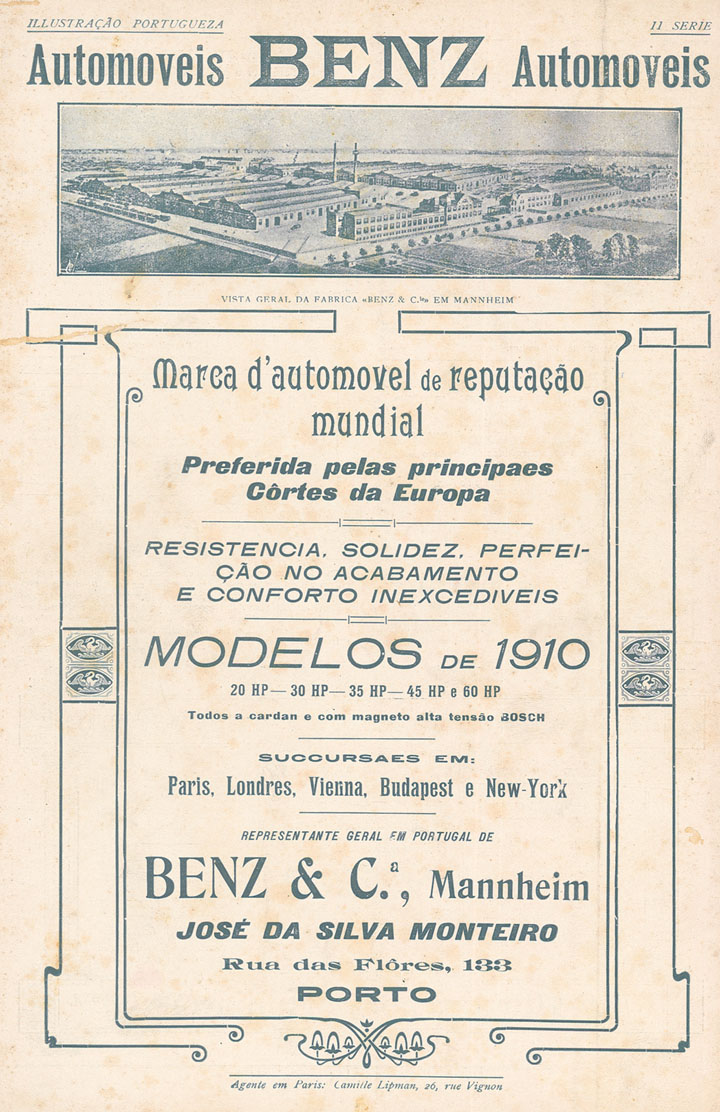 ILLUSTRAÇÃO PORTUGUEZA
11 SERIE
Automoveis BENZ Automoveis
VISTA GERAL DA FABRICA «BENZ & C.ie» EM MANNHEIM
Marca d'automovel de reputação
mundial
Preferida pelas principaes
Côrtes da Europa
RESISTENCIA, SOLIDEZ, PERFEI-
ÇÃO NO ACABAMENTO
E CONFORTO INEXCEDIVEIS
MODELOS DE 1910
20 HP — 30 HP — 35 HP — 45 HP e 60 HP
Todos a cardan e com magneto alta tensão BOSCH
SUCCURSAES EM:
Paris, Londres, Vienna, Budapest e New-York
REPRESENTANTE GERAL EM PORTUGAL DE
BENZ & C.ª, Mannheim
JOSÉ DA SILVA MONTEIRO
Rua das Flôres, 133
PORTO
Agente em Paris: Camille Lipman, 26, rue Vignon